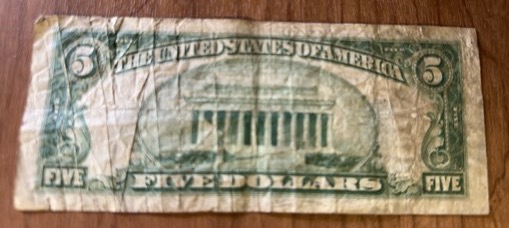 5 THE UNITED STATES OF AMERICA 5
FIVE FIVE DOLLARS FIVE